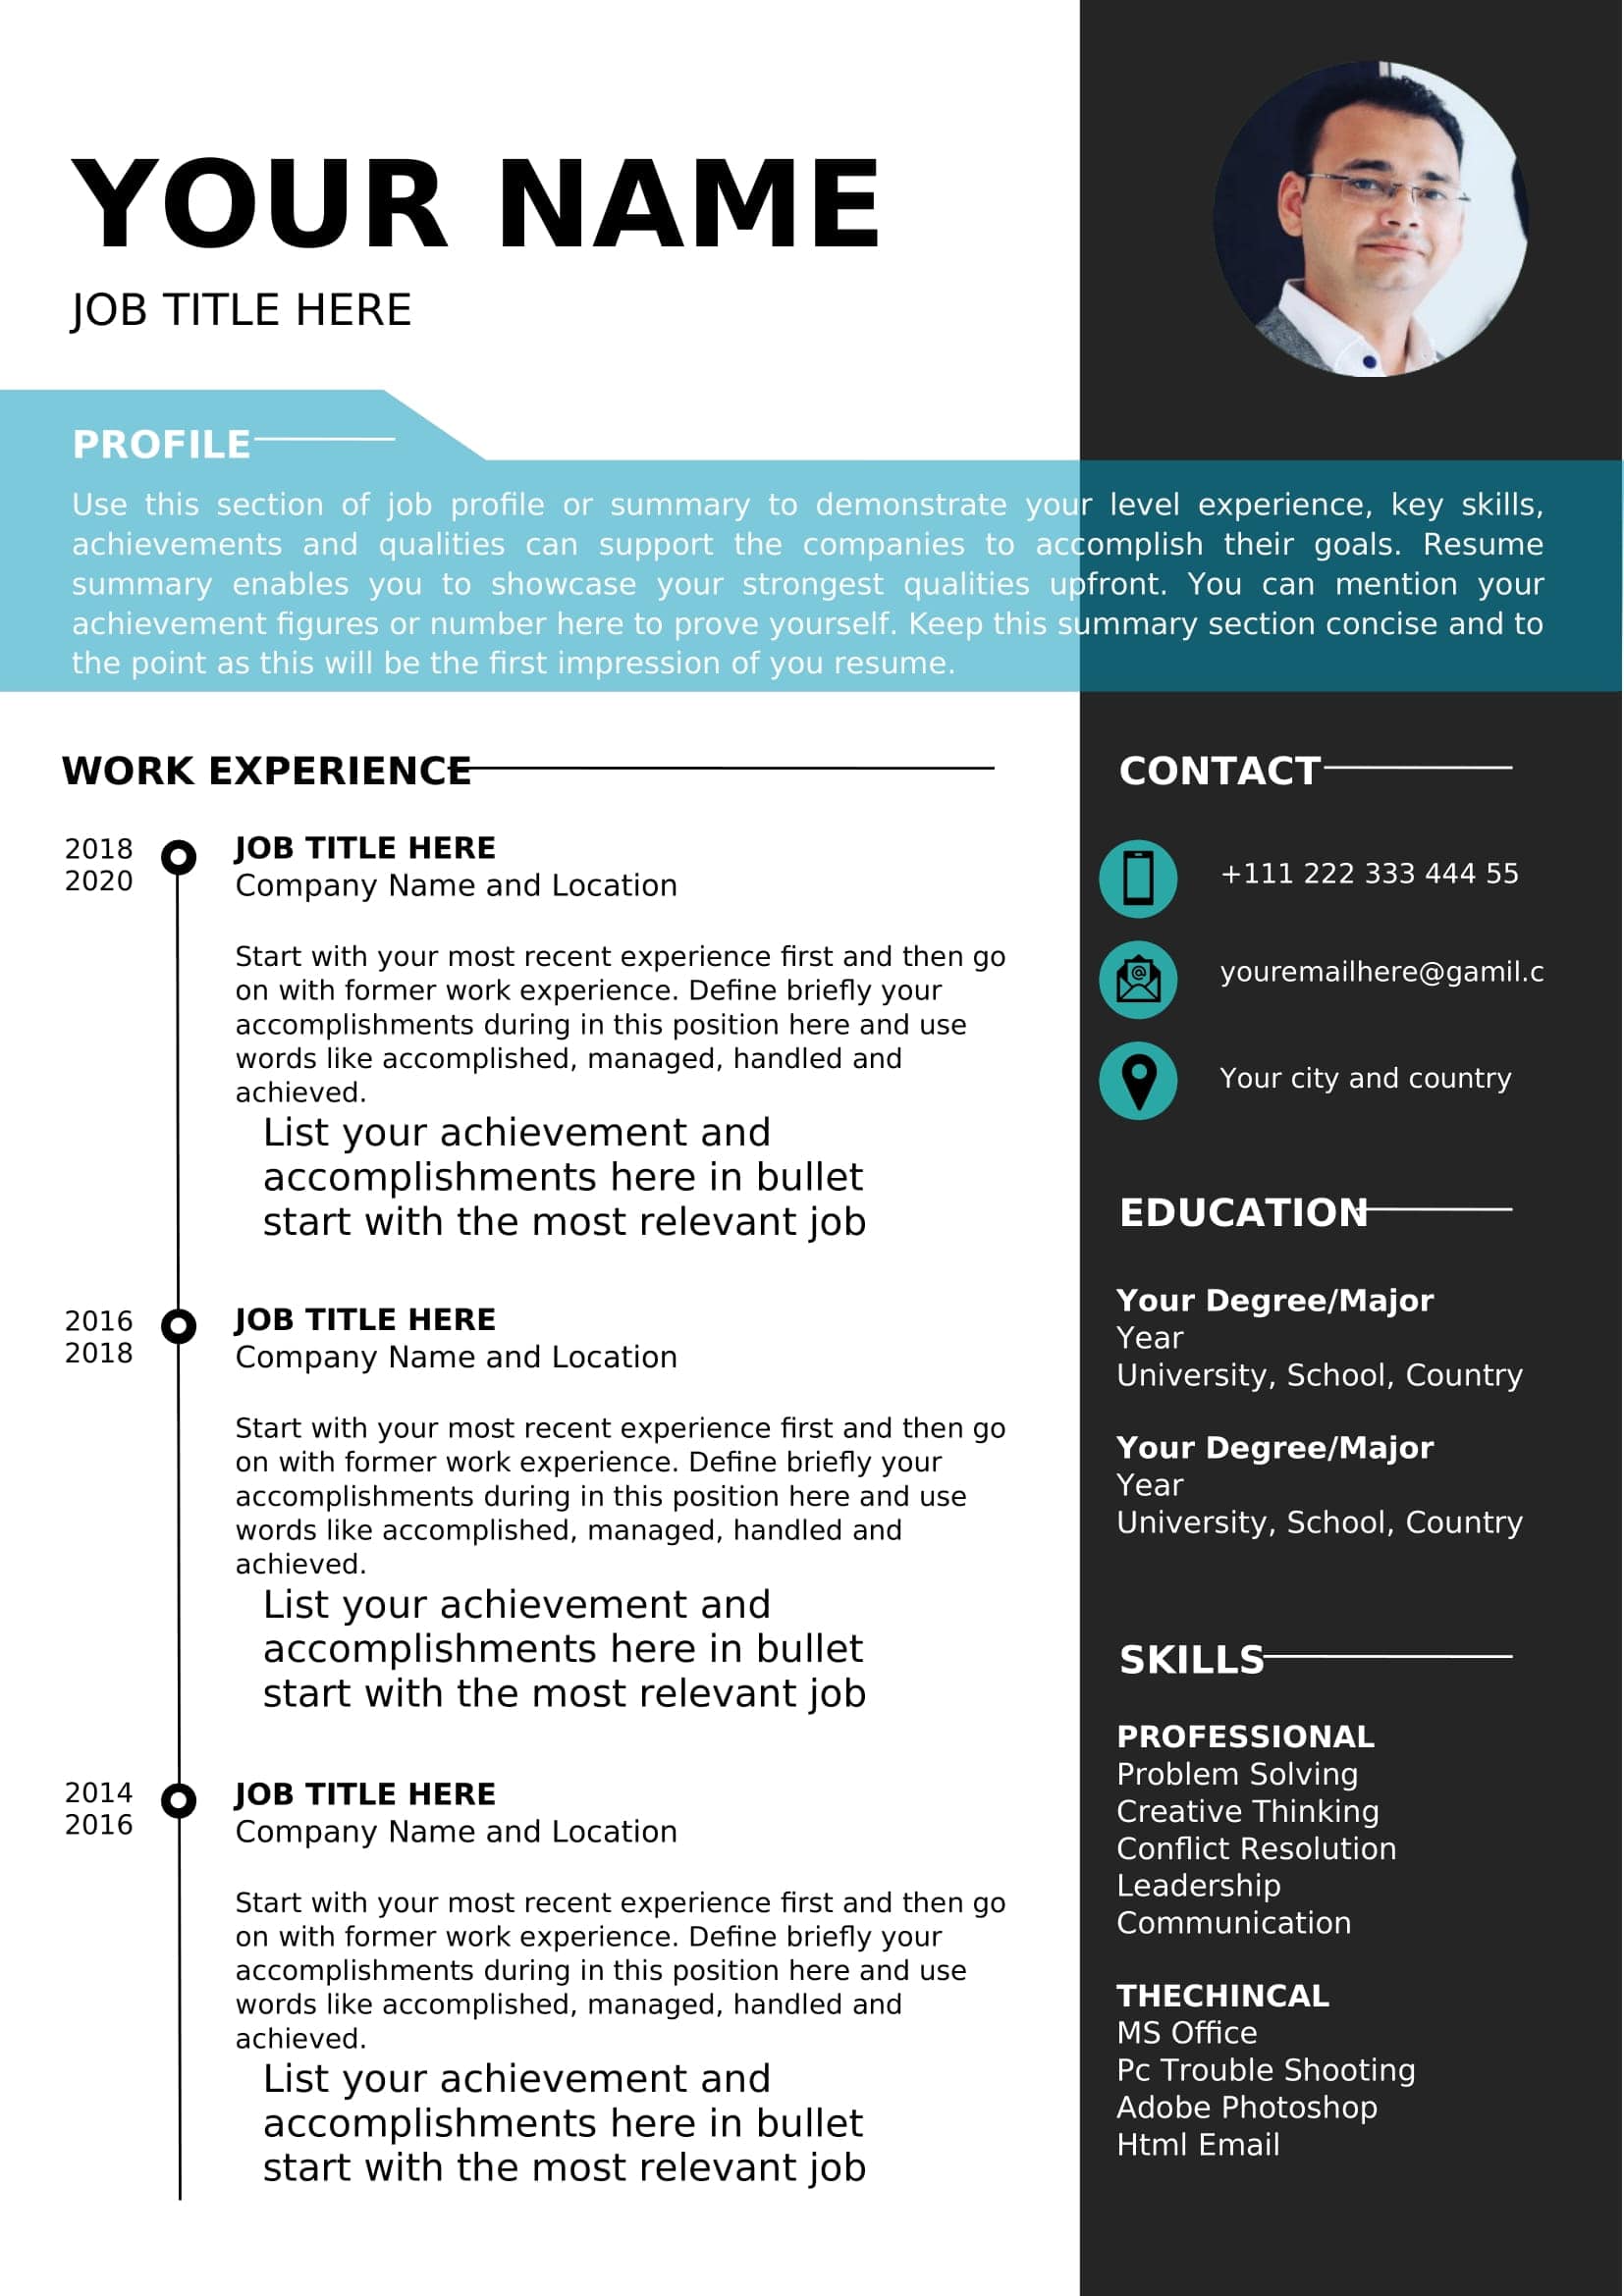 YOUR NAME
JOB TITLE HERE
PROFILE
Use this section of job profile or summary to demonstrate your level experience, key skills,
achievements and qualities can support the companies to accomplish their goals. Resume
summary enables you to showcase your strongest qualities upfront. You can mention your
achievement figures or number here to prove yourself. Keep this summary section concise and to
the point as this will be the first impression of you resume.
WORK EXPERIENCE
2018
2020
JOB TITLE HERE
Company Name and Location
Start with your most recent experience first and then go
on with former work experience. Define briefly your
accomplishments during in this position here and use
words like accomplished, managed, handled and
achieved.
List your achievement and
accomplishments here in bullet
start with the most relevant job
2016
2018
JOB TITLE HERE
Company Name and Location
Start with your most recent experience first and then go
on with former work experience. Define briefly your
accomplishments during in this position here and use
words like accomplished, managed, handled and
achieved.
List your achievement and
accomplishments here in bullet
start with the most relevant job
2014
2016
JOB TITLE HERE
Company Name and Location
Start with your most recent experience first and then go
on with former work experience. Define briefly your
accomplishments during in this position here and use
words like accomplished, managed, handled and
achieved.
List your achievement and
accomplishments here in bullet
start with the most relevant job
CONTACT
+111 222 333 444 55
@
youremailhere@gamil.c
Your city and country
EDUCATION
Your Degree/Major
Year
University, School, Country
Your Degree/Major
Year
University, School, Country
SKILLS
PROFESSIONAL
Problem Solving
Creative Thinking
Conflict Resolution
Leadership
Communication
THECHINCAL
MS Office
Pc Trouble Shooting
Adobe Photoshop
Html Email